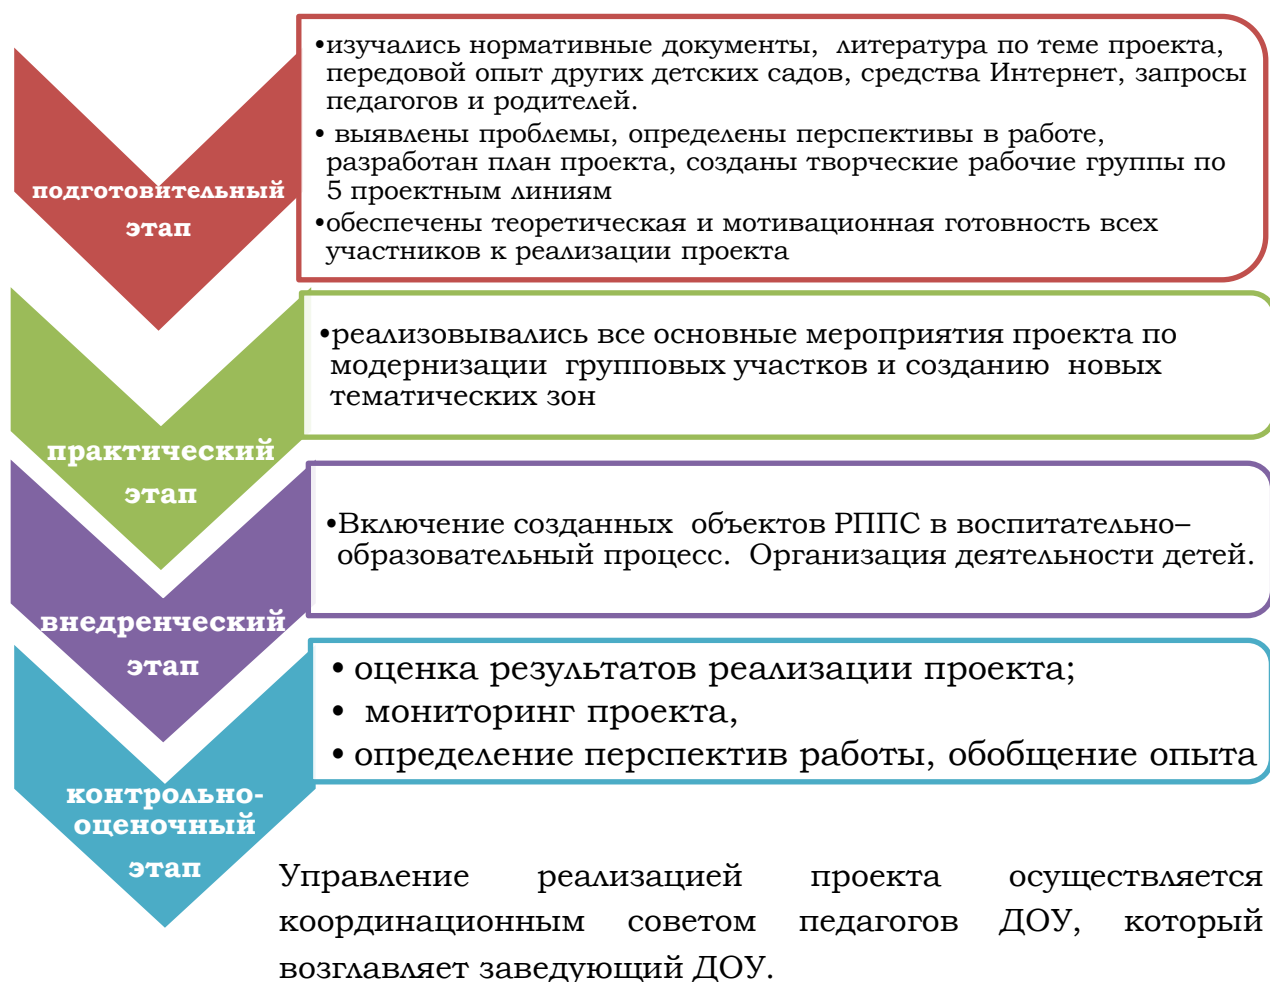 подготовительный
этап
•изучались нормативные документы, литература по теме проекта,
передовой опыт других детских садов, средства Интернет, запросы
педагогов и родителей.
• выявлены проблемы, определены перспективы в работе,
разработан план проекта, созданы творческие рабочие группы по
5 проектным линиям
•обеспечены теоретическая и мотивационная готовность всех
участников к реализации проекта
практический
этап
•реализовывались все основные мероприятия проекта по
модернизации групповых участков и созданию новых
тематических зон
внедренческий
этап
•Включение созданных объектов РППС в воспитательно–
образовательный процесс. Организация деятельности детей.
контрольно-
оценочный
этап
• оценка результатов реализации проекта;
• мониторинг проекта,
• определение перспектив работы, обобщение опыта
Управление реализацией проекта осуществляется
координационным советом педагогов ДОУ, который
возглавляет заведующий ДОУ.